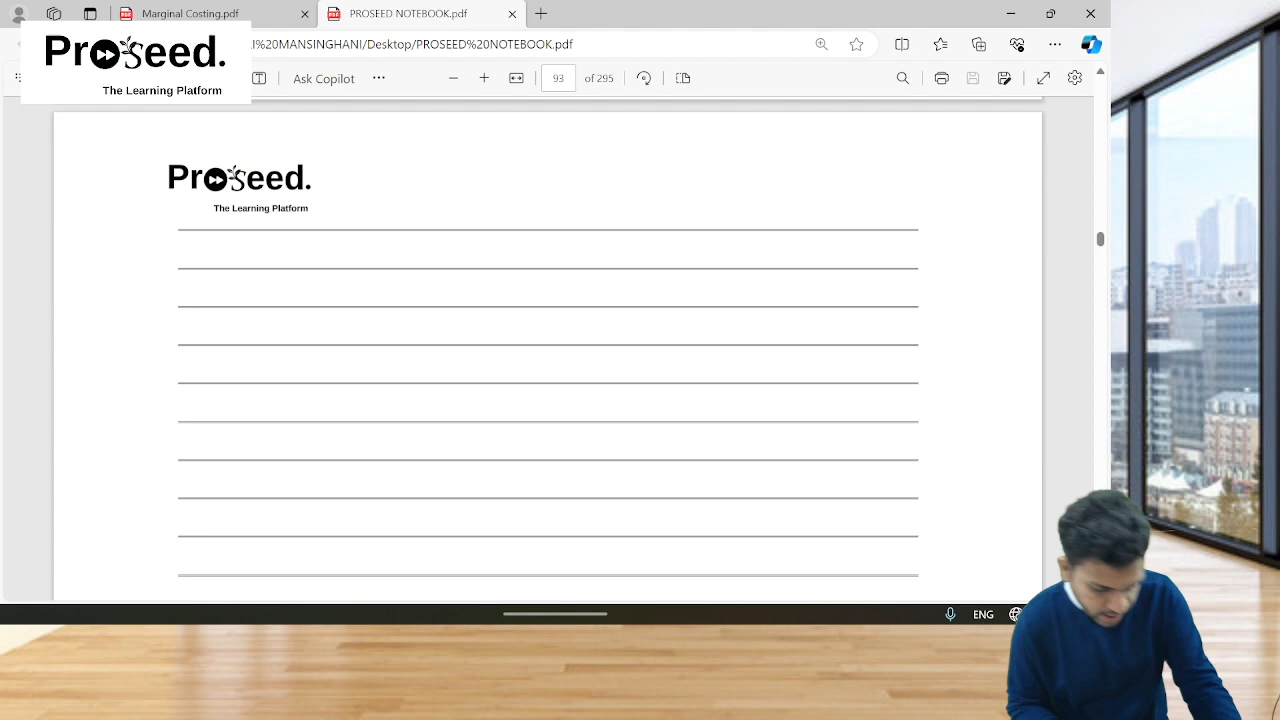 Marginal Costing.pdf
PROSEED NOTEBOOK.pdf
Proseed.
The Learning Platform
I%20MANSINGHANI/Desktop/PROSEED%20NOTEBOOK.pdf
Ask Copilot
93 of 295
Proseed.
The Learning Platform
ENG